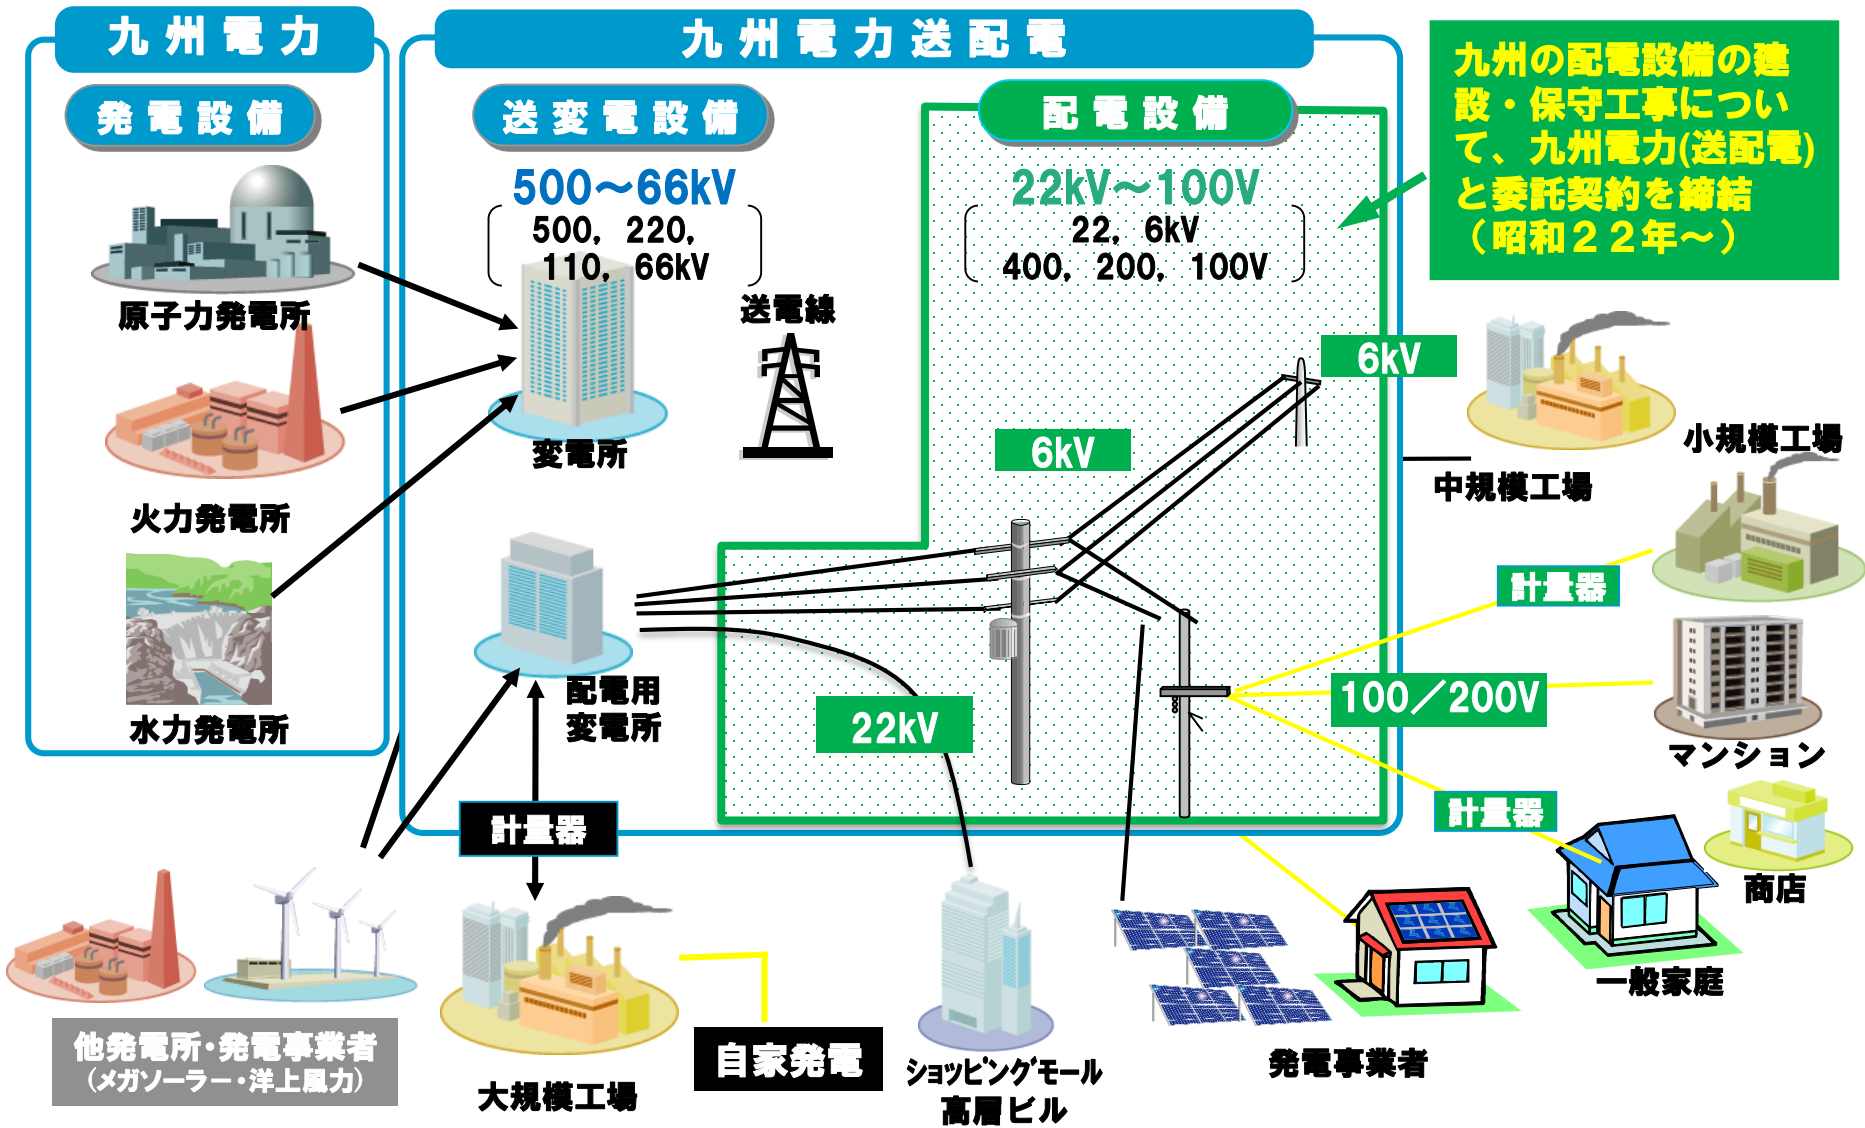 九州電力
発電設備
原子力発電所
火力発電所
水力発電所
九州電力送配電
送変電設備
500～66kV
500, 220,
110, 66kV
変電所
送電線
配電用
変電所
計量器
配電設備
22kV～100V
22, 6kV
400, 200, 100V
6kV
6kV
22kV
九州の配電設備の建
設・保守工事につい
て、九州電力(送配電)
と委託契約を締結
（昭和２２年～）
中規模工場
小規模工場
計量器
100／200V
マンション
計量器
商店
一般家庭
他発電所・発電事業者
(メガソーラー・洋上風力)
大規模工場
自家発電
ショッピングモール
高層ビル
発電事業者